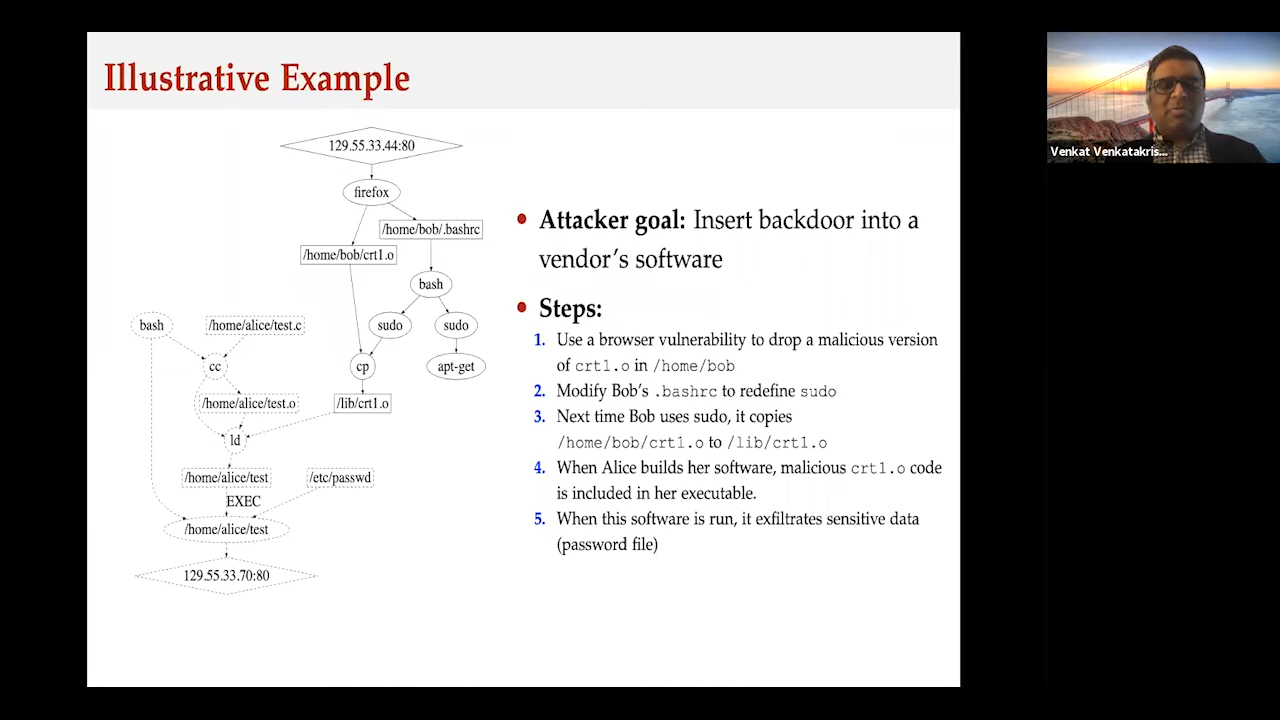 Illustrative Example
129.55.33.44:80
firefox
/home/bob/.bashrc
/home/bob/crt1.o
bash
sudo
sudo
cp
apt-get
/lib/crt1.o
bash
/home/alice/test.c
cc
/home/alice/test.o
ld
/home/alice/test
/etc/passwd
EXEC
/home/alice/test
129.55.33.70:80
• Attacker goal: Insert backdoor into a
vendor's software
• Steps:
1. Use a browser vulnerability to drop a malicious version
of crt1.o in /home/bob
2. Modify Bob's .bashrc to redefine sudo
3. Next time Bob uses sudo, it copies
/home/bob/crt1.o to /lib/crt1.o
4. When Alice builds her software, malicious crt1.o code
is included in her executable.
5. When this software is run, it exfiltrates sensitive data
(password file)
Venkat Venkatakris...